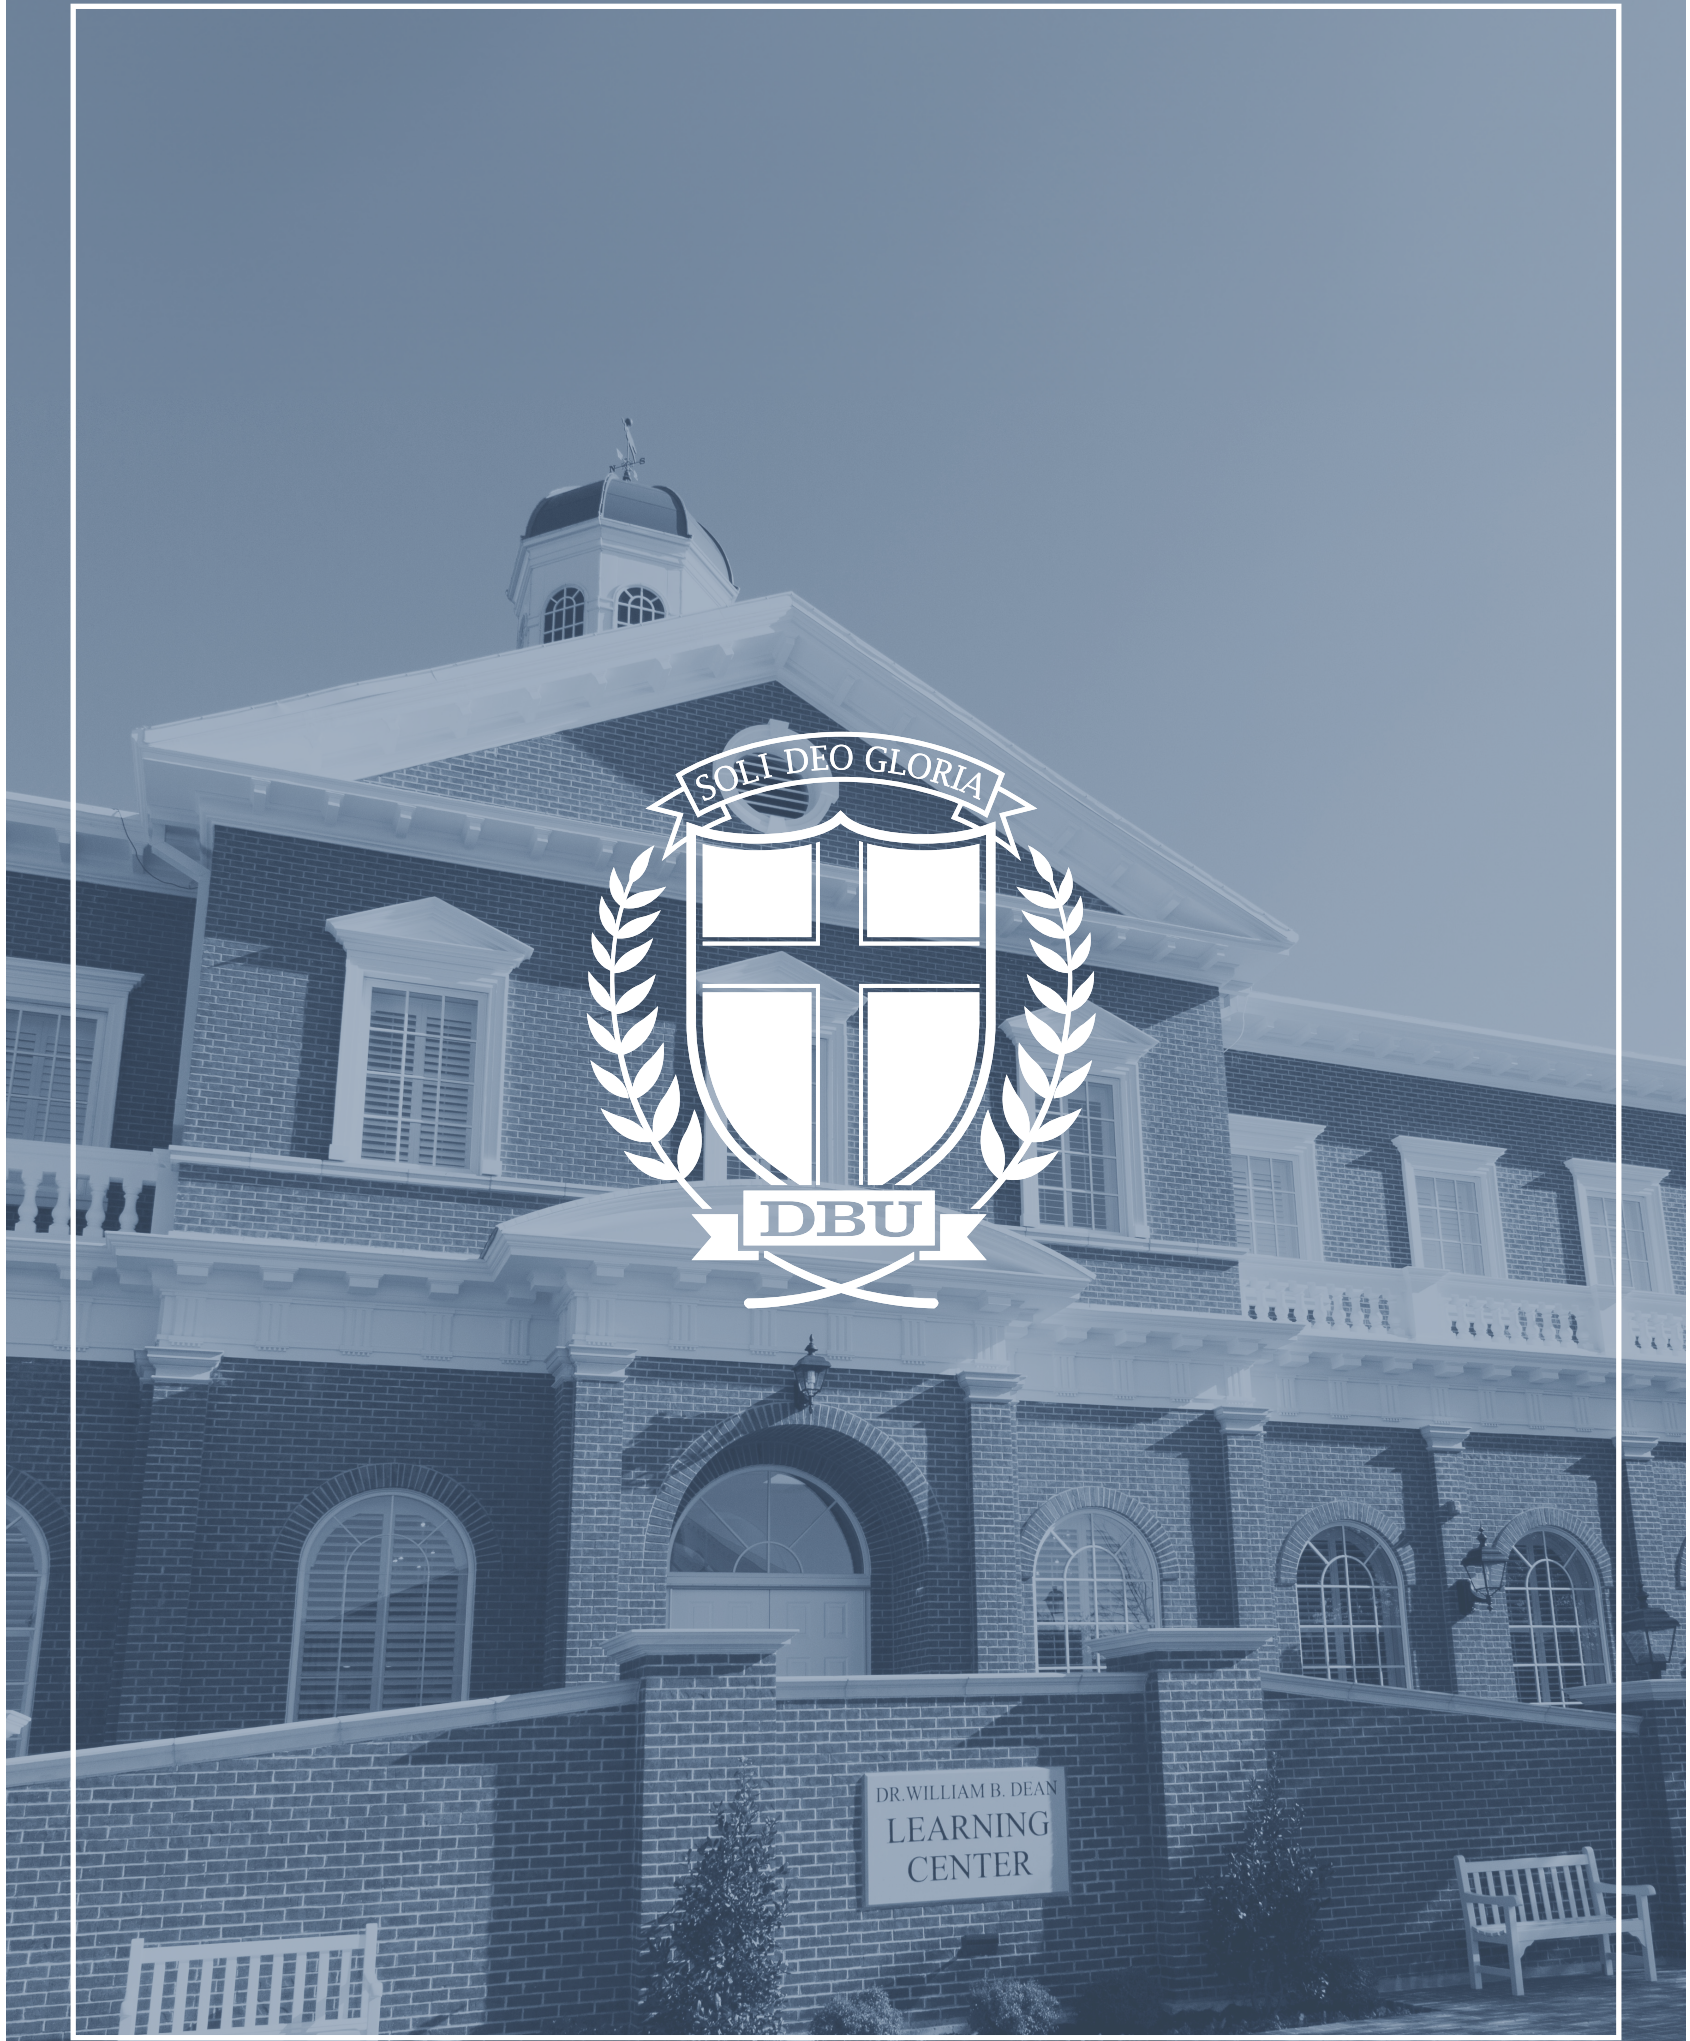 SOLI DEO GLORIA
DBU
DR. WILLIAM B. DEAN
LEARNING
CENTER